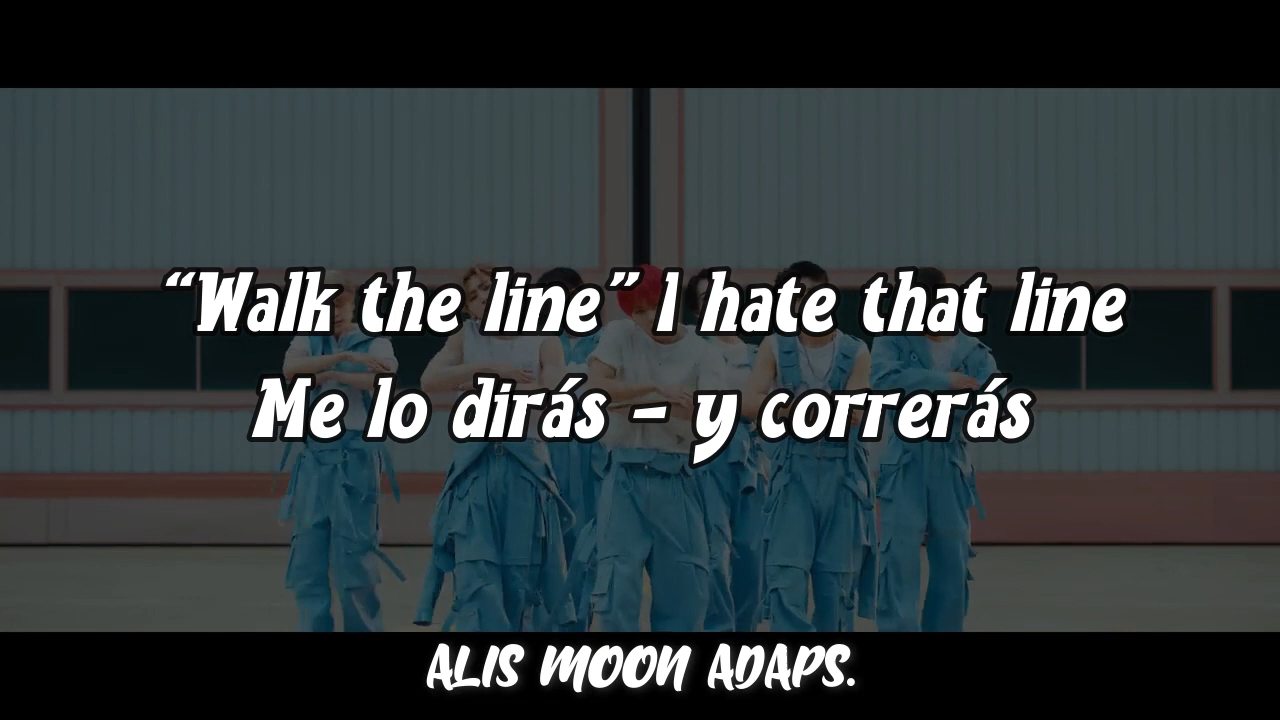 “Walk the line” I hate that line
Me lo dirás - y correrás
ALIS MOON ADAPS.